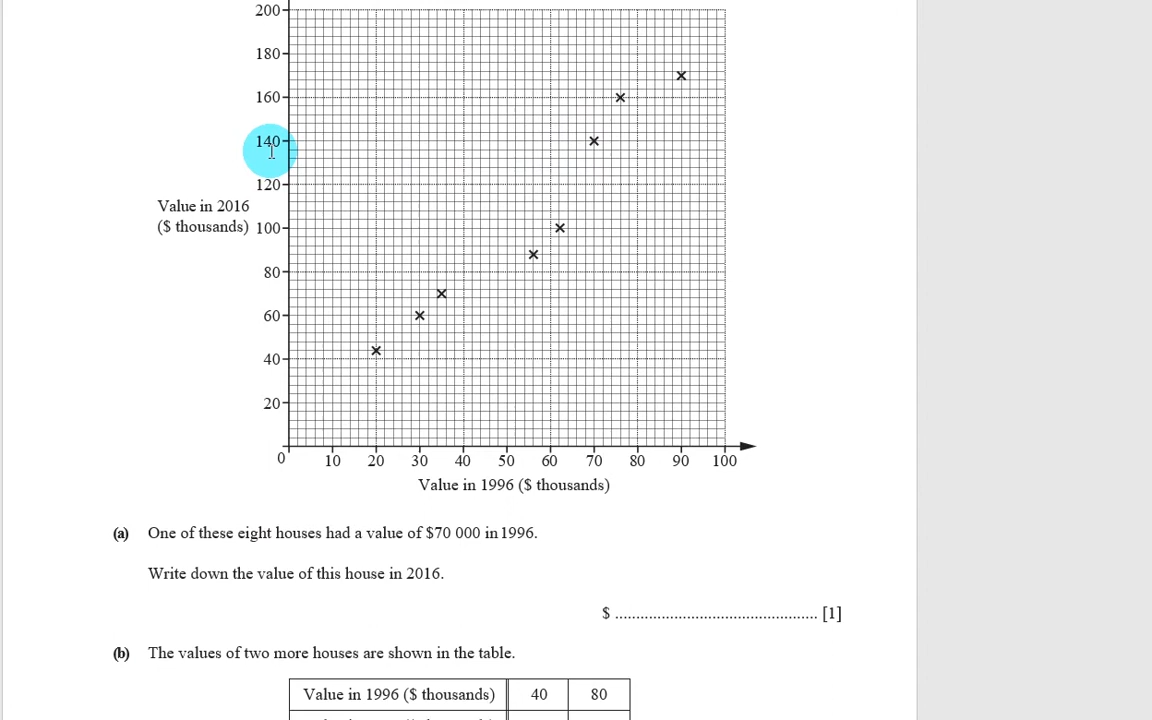 200
180
160
140
120
Value in 2016
($ thousands) 100
80
60
40
20
0 10 20 30 40 50 60 70 80 90 100
Value in 1996 ($ thousands)
(a) One of these eight houses had a value of $70 000 in 1996.
Write down the value of this house in 2016.
$ ................................................ [1]
(b) The values of two more houses are shown in the table.
Value in 1996 ($ thousands) 40 80